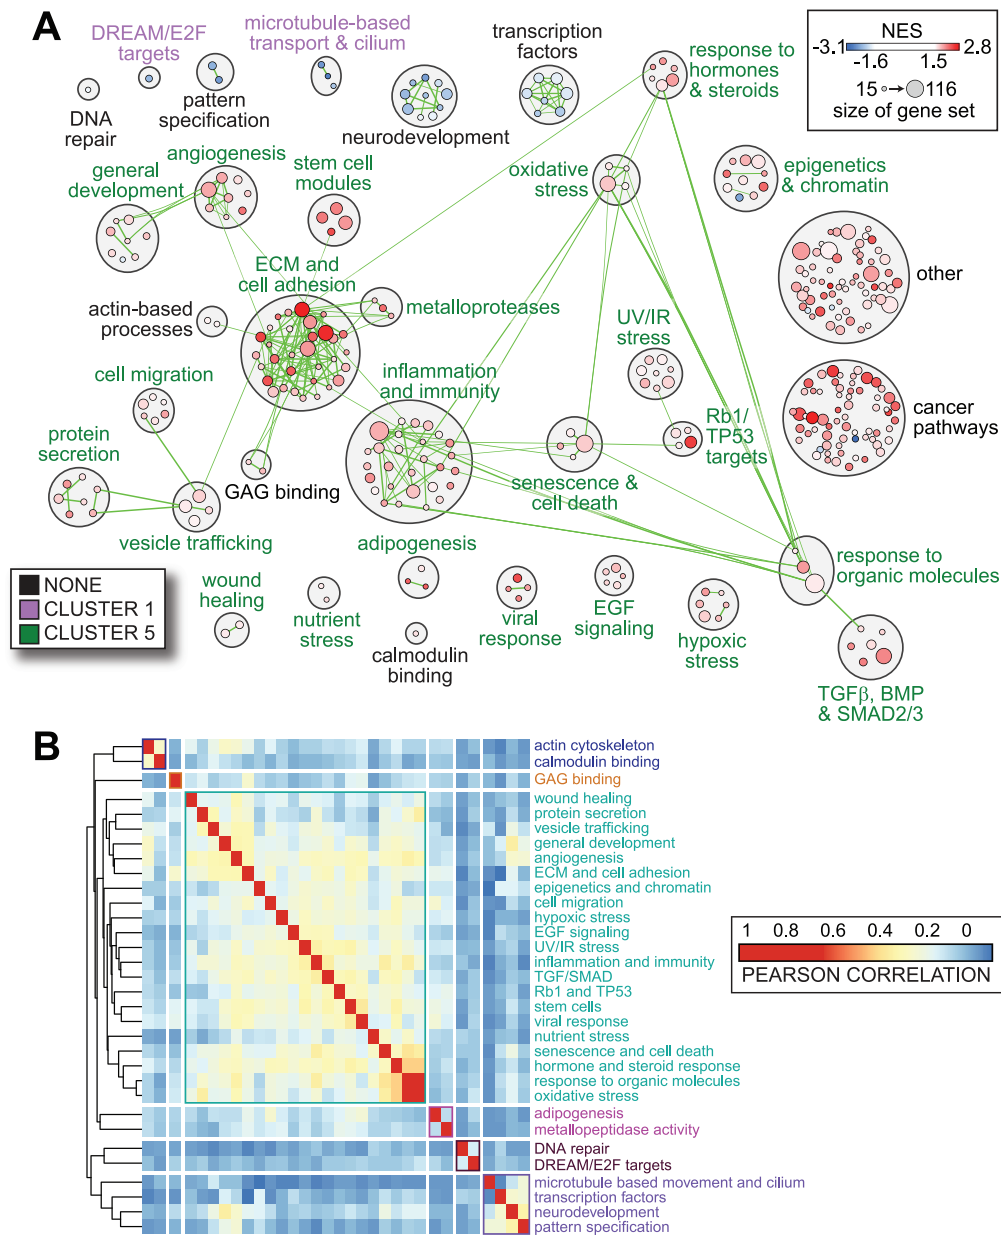 A
DREAM/E2F
targets
microtubule-based
transport & cilium
transcription
factors
response to
hormones
& steroids
NES
-3.1
2.8
-1.6
1.5
15
116
size of gene set
DNA
repair
pattern
specification
neurodevelopment
general
development
angiogenesis
stem cell
modules
oxidative
stress
epigenetics
& chromatin
ECM and
cell adhesion
other
actin-based
processes
metalloproteases
UV/IR
stress
cell migration
inflammation
and immunity
cancer
pathways
protein
secretion
Rb1/
TP53
targets
GAG binding
senescence &
cell death
vesicle trafficking
adipogenesis
response to
organic molecules
NONE
CLUSTER 1
CLUSTER 5
wound
healing
nutrient
stress
calmodulin
binding
viral
response
EGF
signaling
hypoxic
stress
TGFβ, BMP
& SMAD2/3
B
actin cytoskeleton
calmodulin binding
GAG binding
wound healing
protein secretion
vesicle trafficking
general development
angiogenesis
ECM and cell adhesion
epigenetics and chromatin
cell migration
hypoxic stress
EGF signaling
UV/IR stress
inflammation and immunity
TGF/SMAD
Rb1 and TP53
stem cells
viral response
nutrient stress
senescence and cell death
hormone and steroid response
response to organic molecules
oxidative stress
adipogenesis
metallopeptidase activity
DNA repair
DREAM/E2F targets
microtubule based movement and cilium
transcription factors
neurodevelopment
pattern specification
1 0.8 0.6 0.4 0.2 0
PEARSON CORRELATION